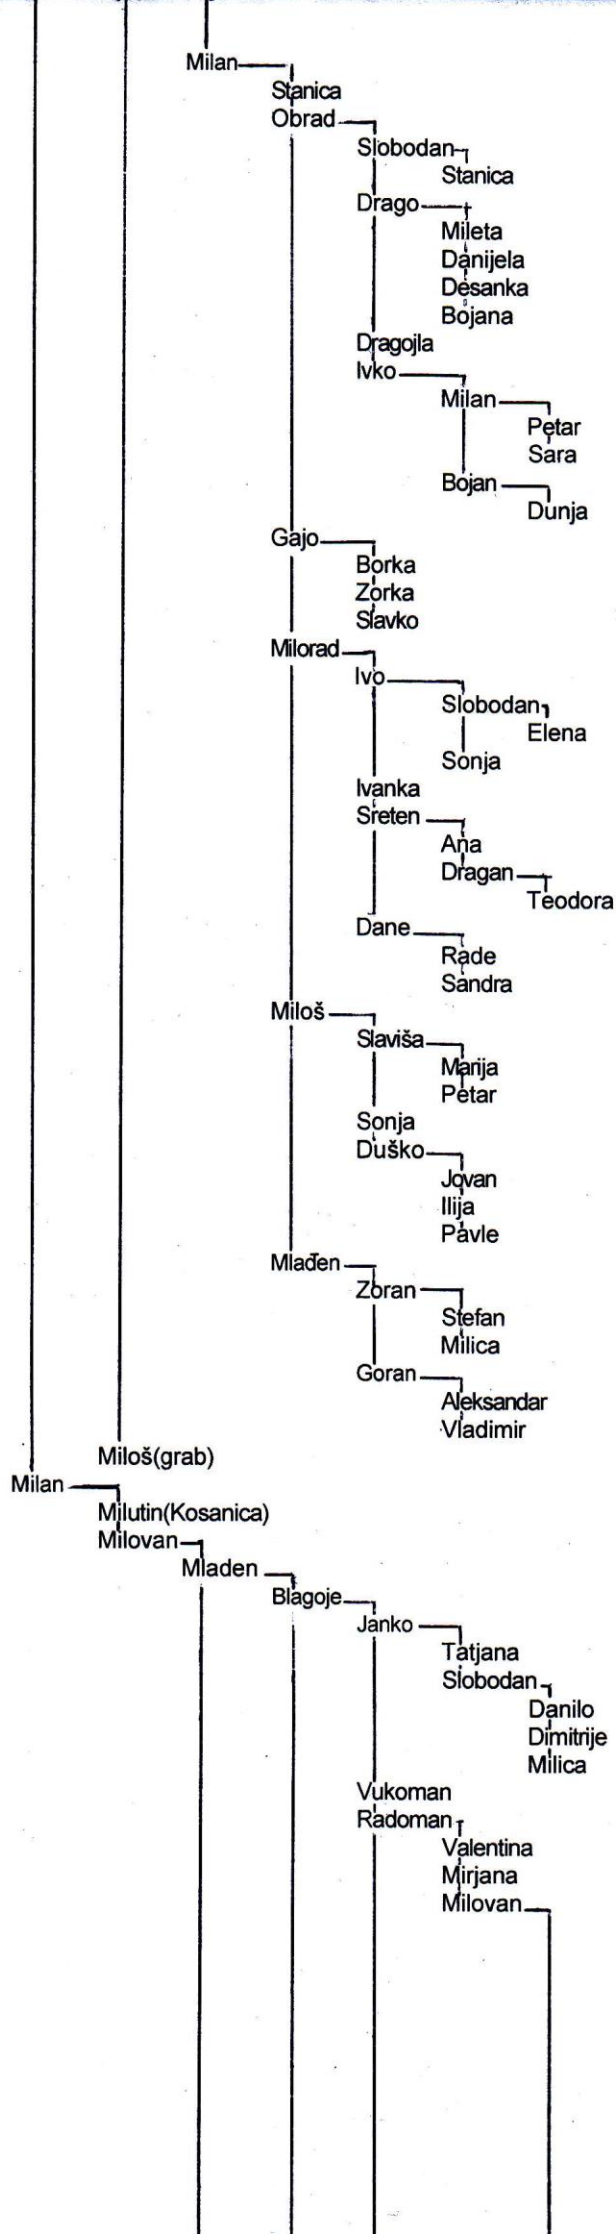 Milan
Stanica
Obrad
Slobodan
Stanica
Drago
Mileta
Danijela
Desanka
Bojana
Dragojla
Ivko
Milan
Petar
Sara
Bojan
Dunja
Gajo
Borka
Zorka
Slavko
Milorad
Ivo
Slobodan
Elena
Sonja
Ivanka
Sreten
Ana
Dragan
Teodora
Dane
Rade
Sandra
Miloš
Slaviša
Marija
Petar
Sonja
Duško
Jovan
Ilija
Pavle
Mlađen
Zoran
Stefan
Milica
Goran
Aleksandar
Vladimir
Miloš(grab)
Milan
Milutin(Kosanica)
Milovan
Mladen
Blagoje
Janko
Tatjana
Slobodan
Danilo
Dimitrije
Milica
Vukoman
Radoman
Valentina
Mirjana
Milovan